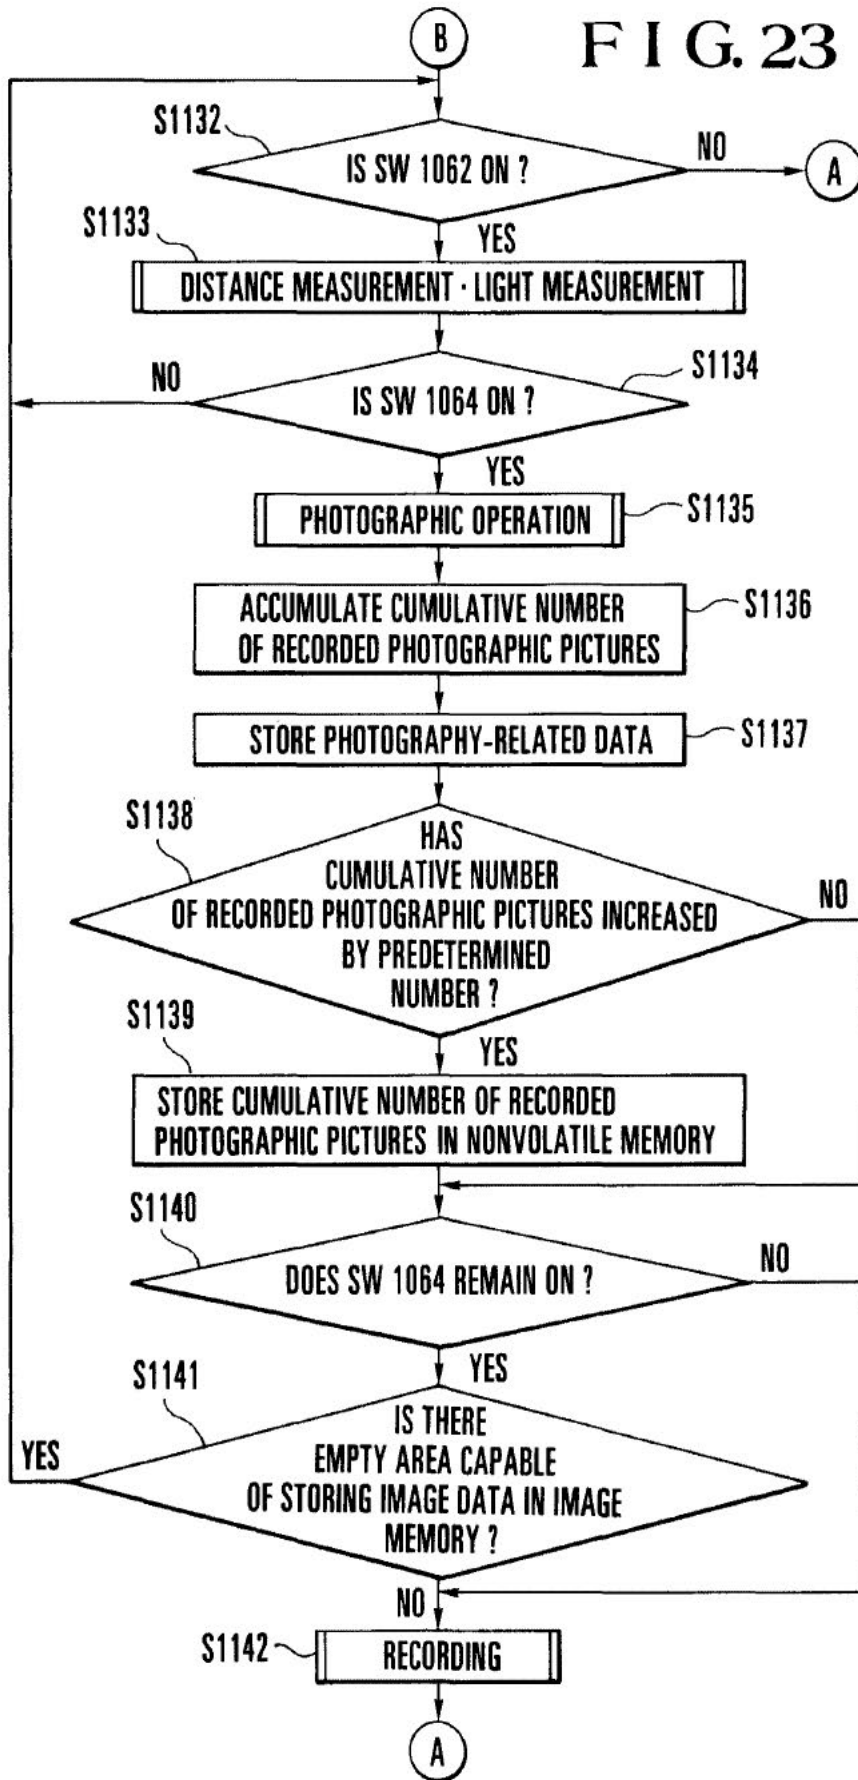 B
FIG. 23
S1132
IS SW 1062 ON ?
NO
A
YES
S1133
DISTANCE MEASUREMENT · LIGHT MEASUREMENT
NO
S1134
IS SW 1064 ON ?
YES
PHOTOGRAPHIC OPERATION
S1135
ACCUMULATE CUMULATIVE NUMBER
OF RECORDED PHOTOGRAPHIC PICTURES
S1136
STORE PHOTOGRAPHY-RELATED DATA
S1137
S1138
HAS
CUMULATIVE NUMBER
OF RECORDED PHOTOGRAPHIC PICTURES INCREASED
BY PREDETERMINED
NUMBER ?
NO
YES
S1139
STORE CUMULATIVE NUMBER OF RECORDED
PHOTOGRAPHIC PICTURES IN NONVOLATILE MEMORY
S1140
DOES SW 1064 REMAIN ON ?
NO
YES
S1141
IS THERE
EMPTY AREA CAPABLE
OF STORING IMAGE DATA IN IMAGE
MEMORY ?
YES
NO
S1142
RECORDING
A